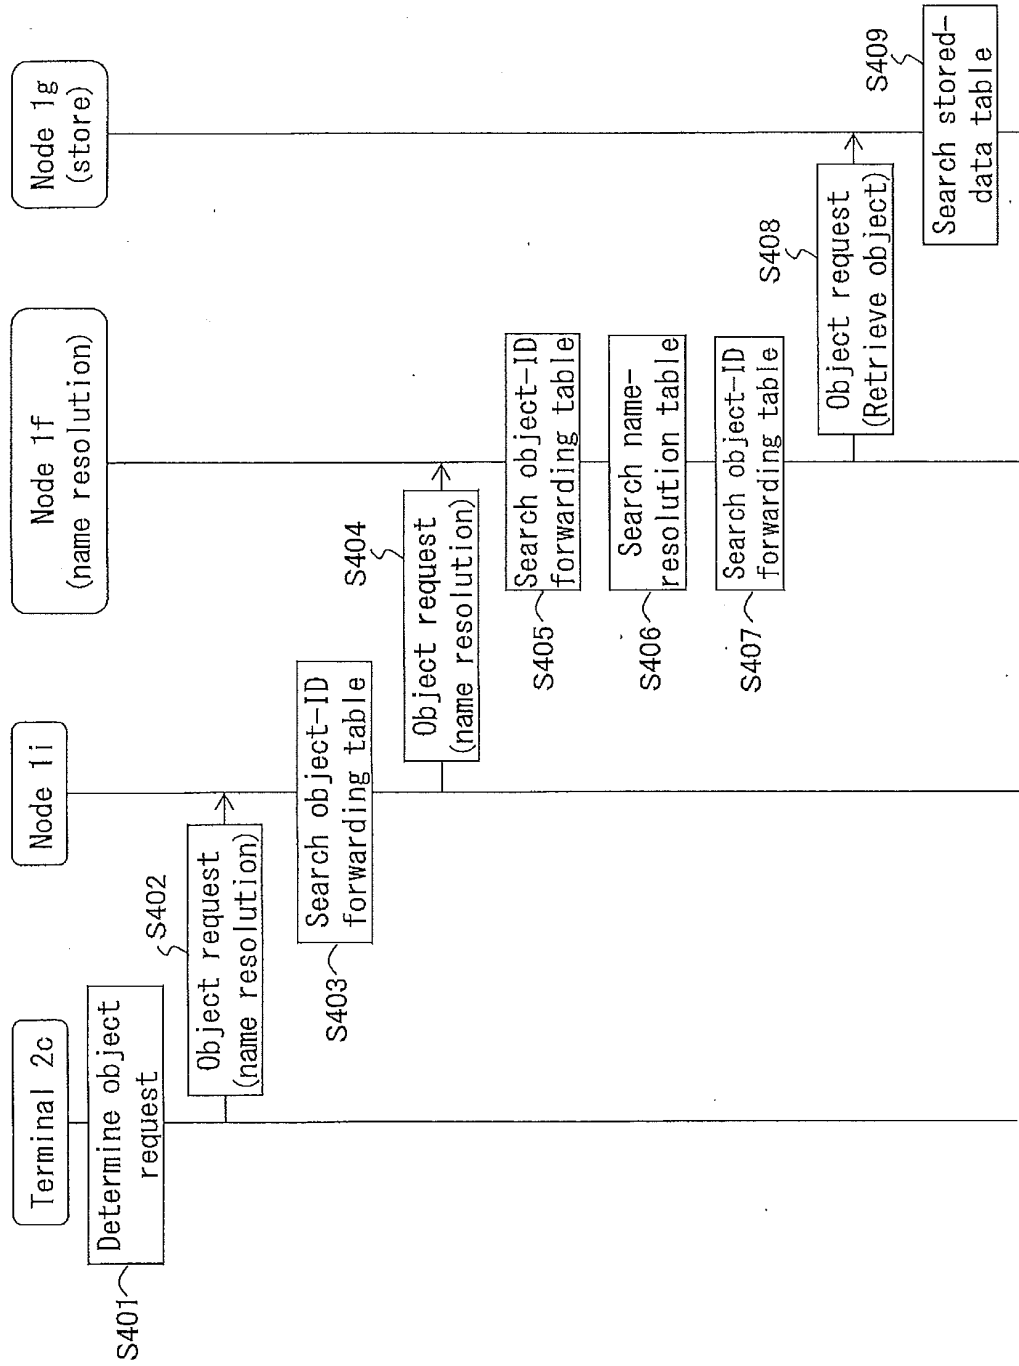 Terminal 2c
Node 1i
Node 1f
(name resolution)
Node 1g
(store)
S401
Determine object
request
S402
Object request
(name resolution)
S403
Search object-ID
forwarding table
S404
Object request
(name resolution)
S405
Search object-ID
forwarding table
S406
Search name-
resolution table
S407
Search object-ID
forwarding table
S408
Object request
(Retrieve object)
S409
Search stored-
data table